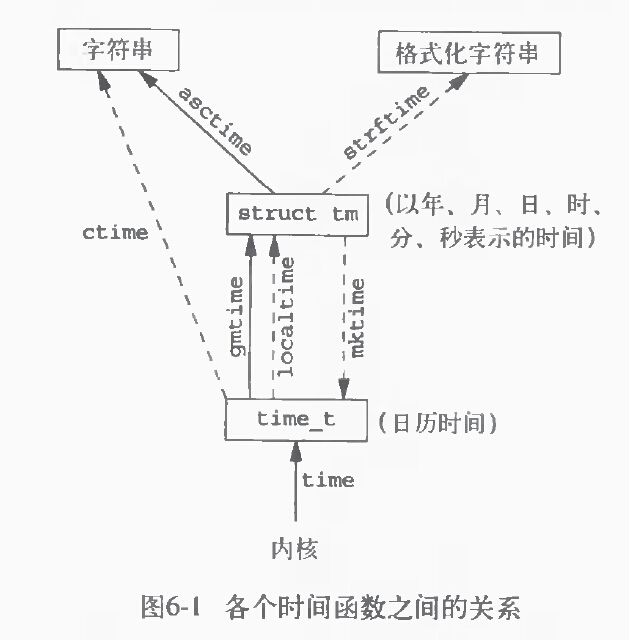 字符串
格式化字符串
asctime
strftime
struct tm
(以年、月、日、时、
分、秒表示的时间)
ctime
gmtime
localtime
mktime
time_t
(日历时间)
time
内核
图6-1 各个时间函数之间的关系